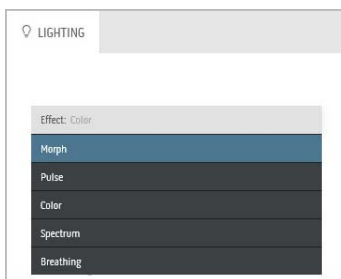 LIGHTING
Effect: Color
Morph
Pulse
Color
Spectrum
Breathing